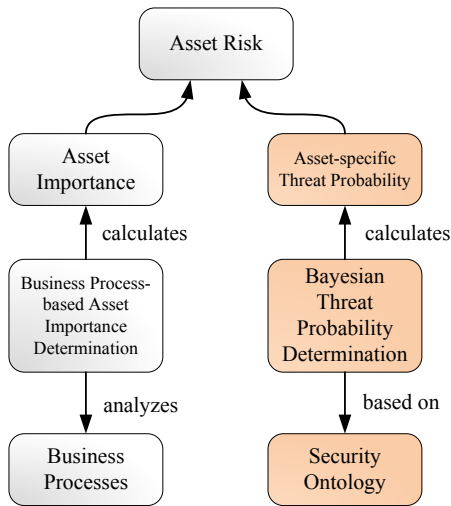 Asset Risk
Asset
Importance
Asset-specific
Threat Probability
calculates
calculates
Business Process-
based Asset
Importance
Determination
Bayesian
Threat
Probability
Determination
analyzes
based on
Business
Processes
Security
Ontology